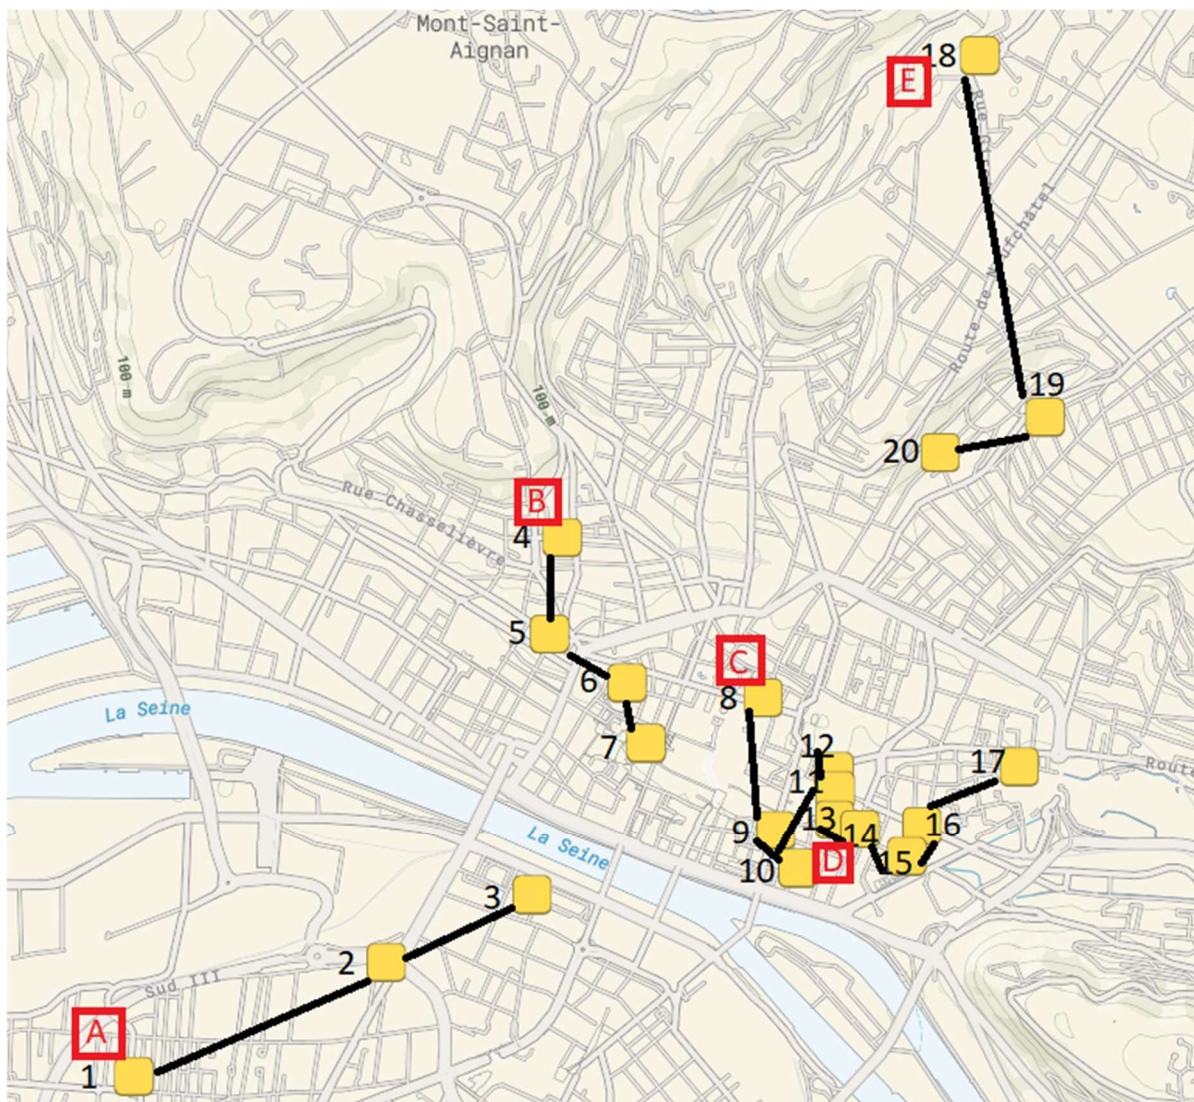 Mont-Saint-
Aignan
18
E
Rue
Route de Neufchâtel
100 m
100 m
19
20
Rue Chasselièvre
B
4
5
C
6
8
La Seine
7
12
17
Route
11
9
13
14
16
La Seine
10
D
15
3
2
Sud III
A
1